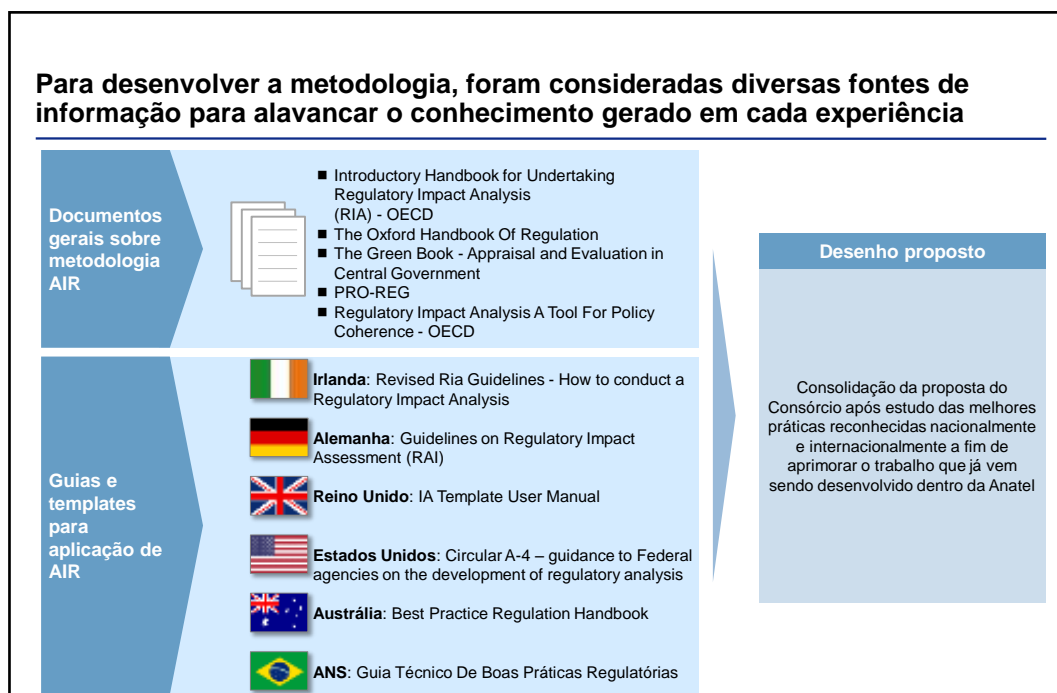 Para desenvolver a metodologia, foram consideradas diversas fontes de
informação para alavancar o conhecimento gerado em cada experiência
Documentos
gerais sobre
metodologia
AIR
■ Introductory Handbook for Undertaking
Regulatory Impact Analysis
(RIA) - OECD
■ The Oxford Handbook Of Regulation
■ The Green Book - Appraisal and Evaluation in
Central Government
■ PRO-REG
■ Regulatory Impact Analysis A Tool For Policy
Coherence - OECD
Guias e
templates
para
aplicação de
AIR
Irlanda: Revised Ria Guidelines - How to conduct a
Regulatory Impact Analysis
Alemanha: Guidelines on Regulatory Impact
Assessment (RAI)
Reino Unido: IA Template User Manual
Estados Unidos: Circular A-4 – guidance to Federal
agencies on the development of regulatory analysis
Austrália: Best Practice Regulation Handbook
ANS: Guia Técnico De Boas Práticas Regulatórias
Desenho proposto
Consolidação da proposta do
Consórcio após estudo das melhores
práticas reconhecidas nacionalmente
e internacionalmente a fim de
aprimorar o trabalho que já vem
sendo desenvolvido dentro da Anatel